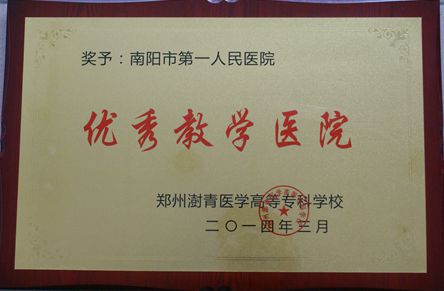 奖予：南阳市第一人民医院
优秀教学医院
郑州澍青医学高等专科学校
二〇一四年三月